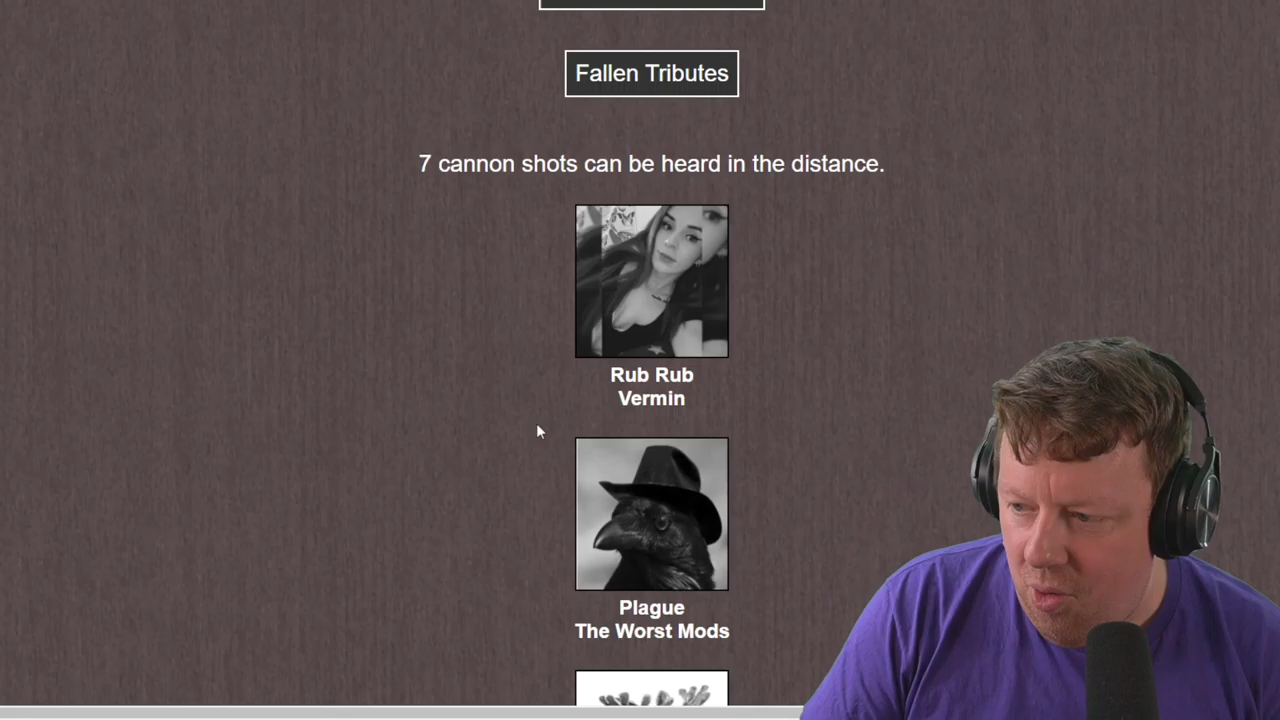 Fallen Tributes
7 cannon shots can be heard in the distance.
Rub Rub
Vermin
Plague
The Worst Mods